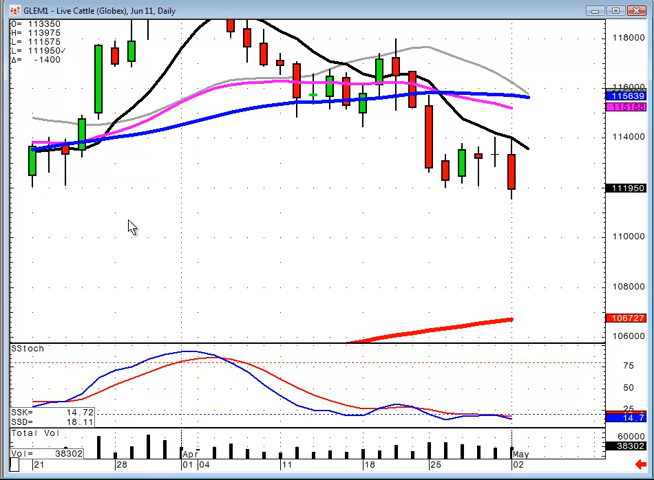 GLEM1 - Live Cattle (Globex), Jun 11, Daily
O= 113350
H= 113975
L= 111575
L= 111950✓
Δ= -1400
118000
116000
115639
115188
114000
111950
110000
108000
106727
106000
SStoch
75
50
25
14.7
SSK= 14.72
SSD= 18.11
Total Vol
60000
38302
Vol= 38302
Apr
May
21
28
01
04
11
18
25
02